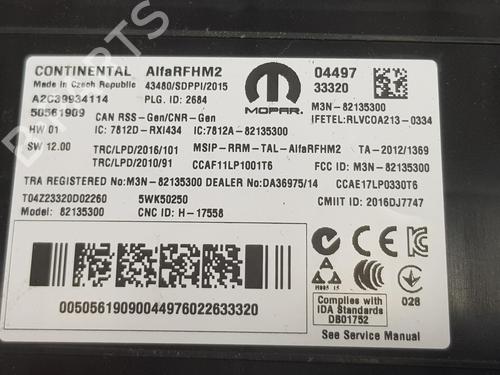 CONTINENTAL AlfaRFHM2
Made in Czech Republic 43480/SDPPI/2015
A2C39934114 PLG. ID: 2684
50561909 CAN RSS-Gen/CNR-Gen
HW 01 IC: 7812D-RXI434 IC:7812A-82135300
SW 12.00 TRC/LPD/2016/101 MSIP-RRM-TAL-AlfaRFHM2 TA-2012/1369
TRC/LPD/2010/91 CCAF11LP1001T6 FCC ID: M3N-82135300
MOPAR
04497
33320
M3N-82135300
IFETEL:RLVCOA213-0334
TRA REGISTERED No:M3N-82135300 DEALER No:DA36975/14 CCAE17LP0330T6
T04Z23320D02260 5WK50250 CMIIT ID: 2016DJ7747
Model: 82135300 CNC ID: H-17558
00505619090044976022633320
028
Complies with
IDA Standards
DB01752
See Service Manual